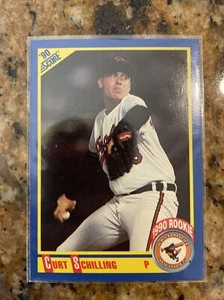 '90 SCORE
1990 ROOKIE
CURT SCHILLING P